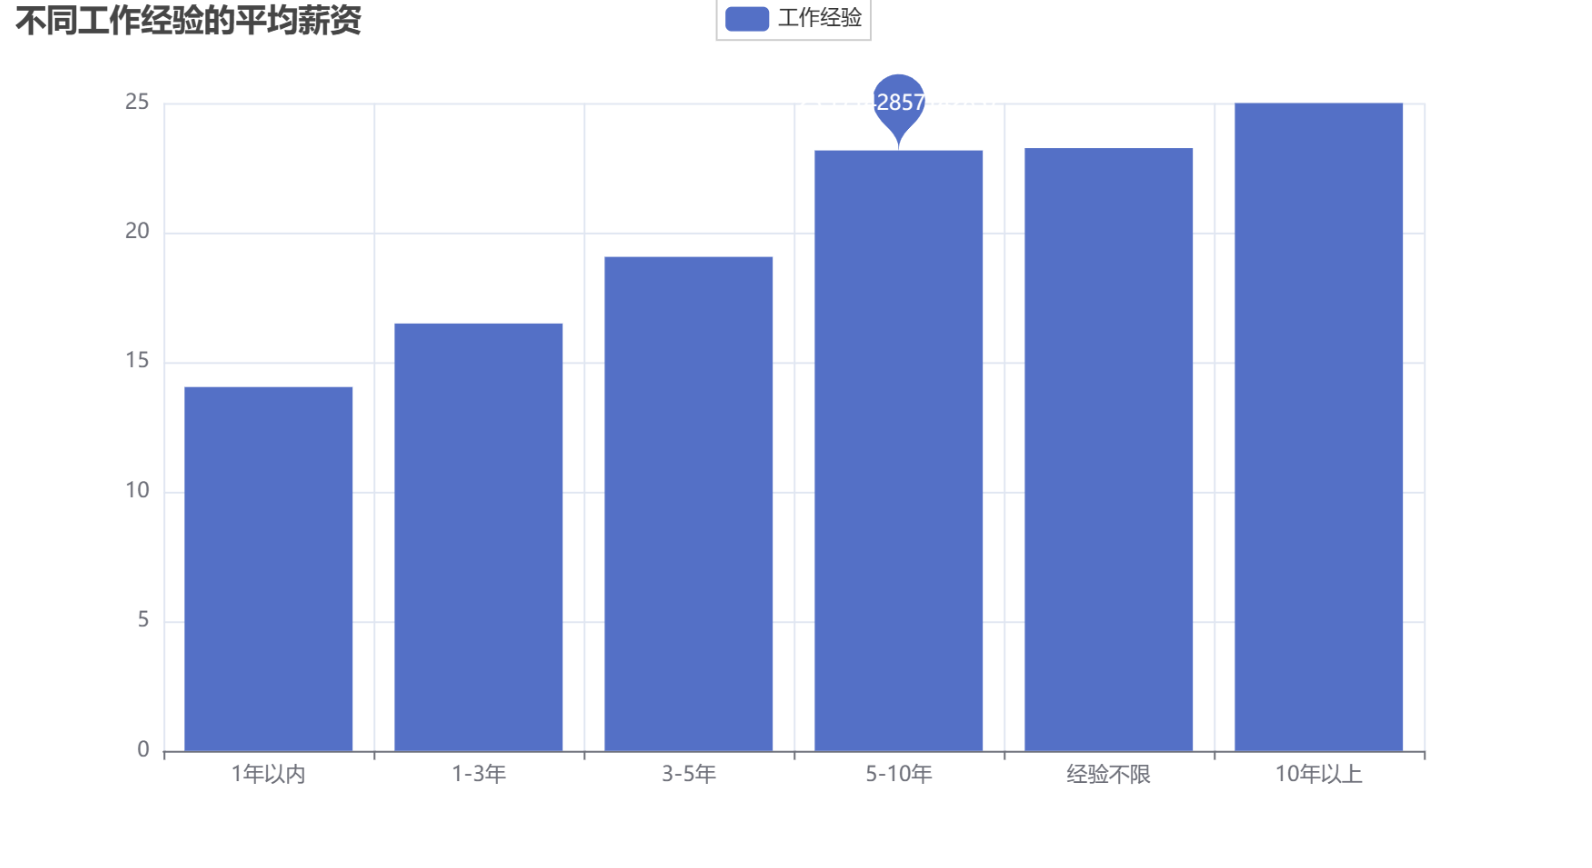 不同工作经验的平均薪资
工作经验
2857
25
20
15
10
5
0
1年以内
1-3年
3-5年
5-10年
经验不限
10年以上